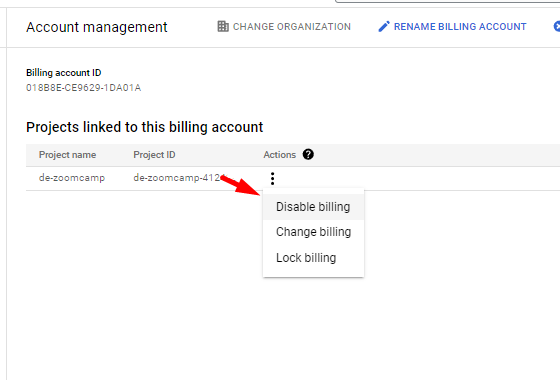 Account management
CHANGE ORGANIZATION
RENAME BILLING ACCOUNT
Billing account ID
018B8E-CE9629-1DA01A
Projects linked to this billing account
Project name Project ID Actions ?
de-zoomcamp de-zoomcamp-412
Disable billing
Change billing
Lock billing